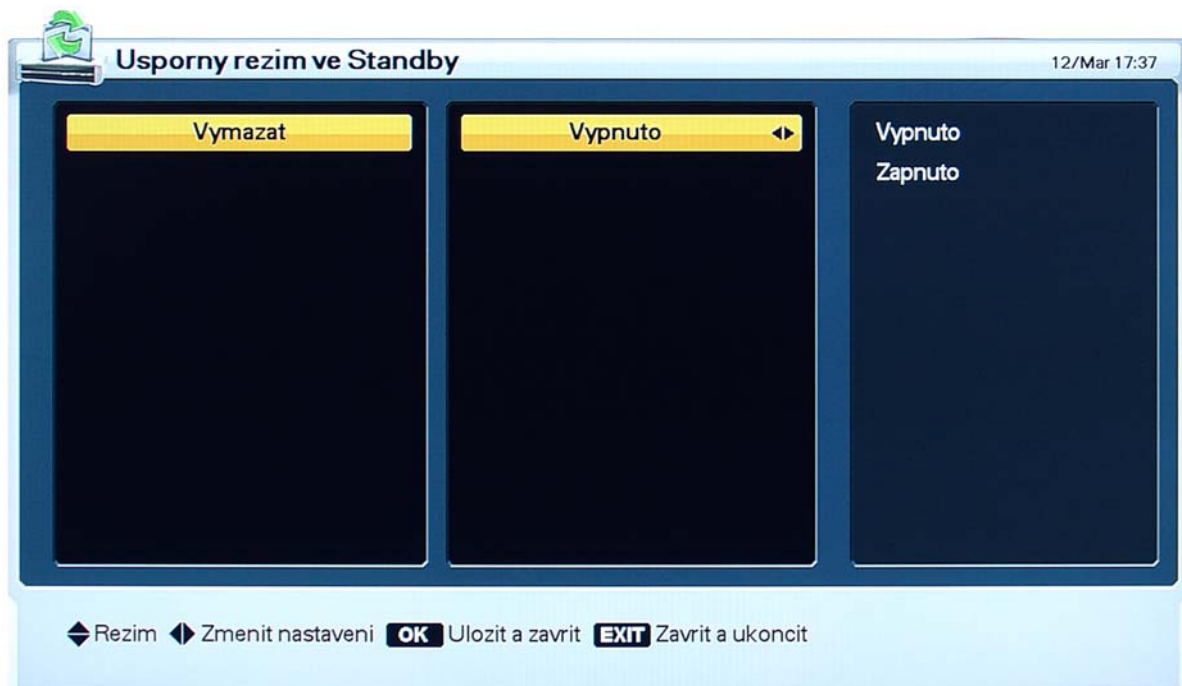 Usporny rezim ve Standby
12/Mar 17:37
Vymazat
Vypnuto
Vypnuto
Zapnuto
Rezim Zmenit nastaveni OK Ulozit a zavrit EXIT Zavrit a ukoncit